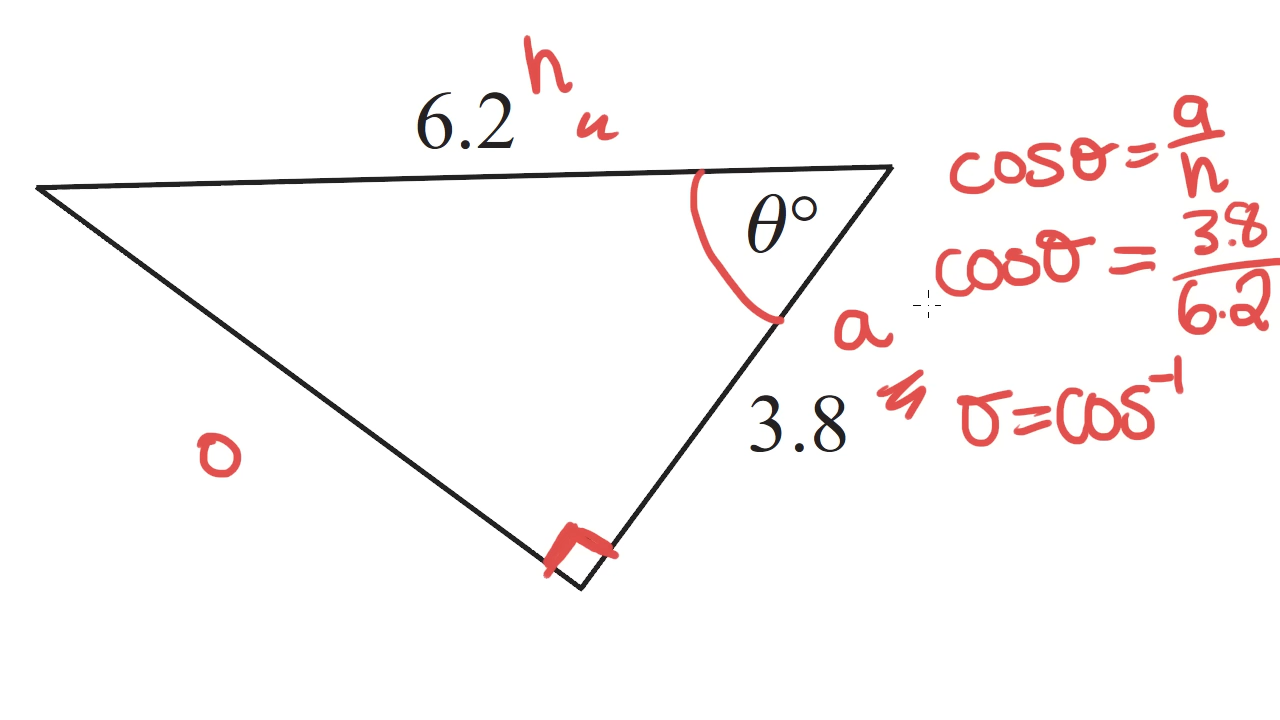 6.2 h
θ°
a
3.8
o
cosθ = a/h
cosθ = 3.8/6.2
θ = cos⁻¹